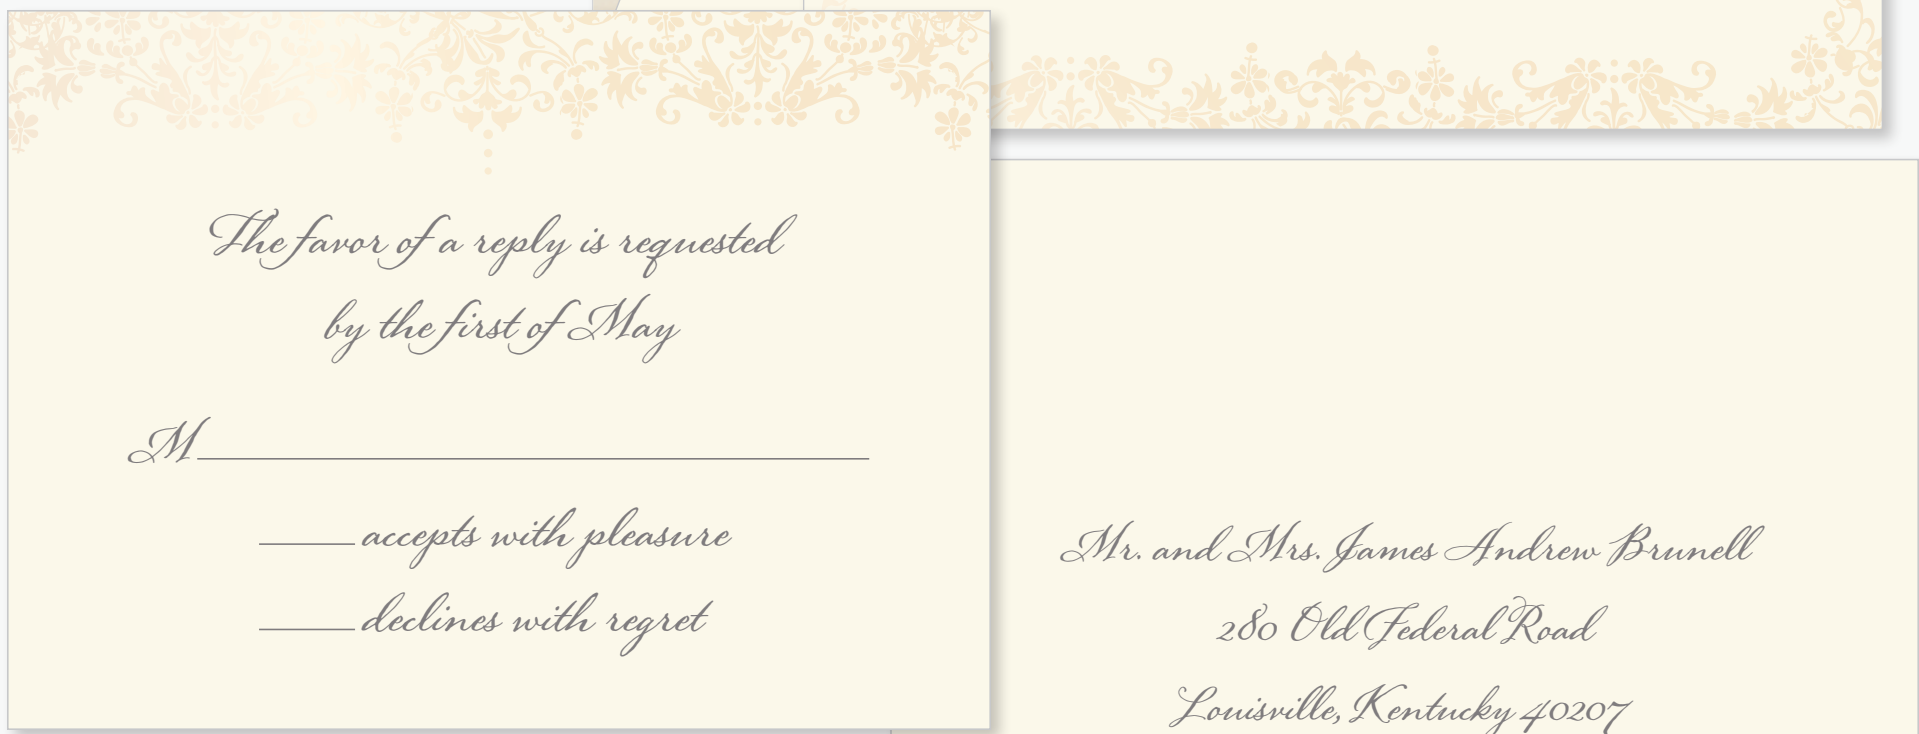 The favor of a reply is requested
by the first of May
M
accepts with pleasure
declines with regret
Mr. and Mrs. James Andrew Brunell
280 Old Federal Road
Louisville, Kentucky 40207